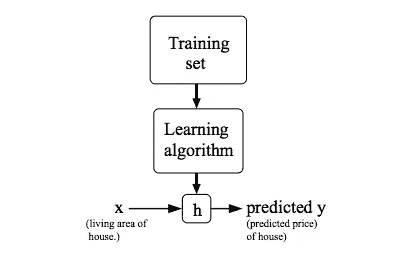 Training
set
Learning
algorithm
x
h
predicted y
(living area of
house.)
(predicted price)
of house)